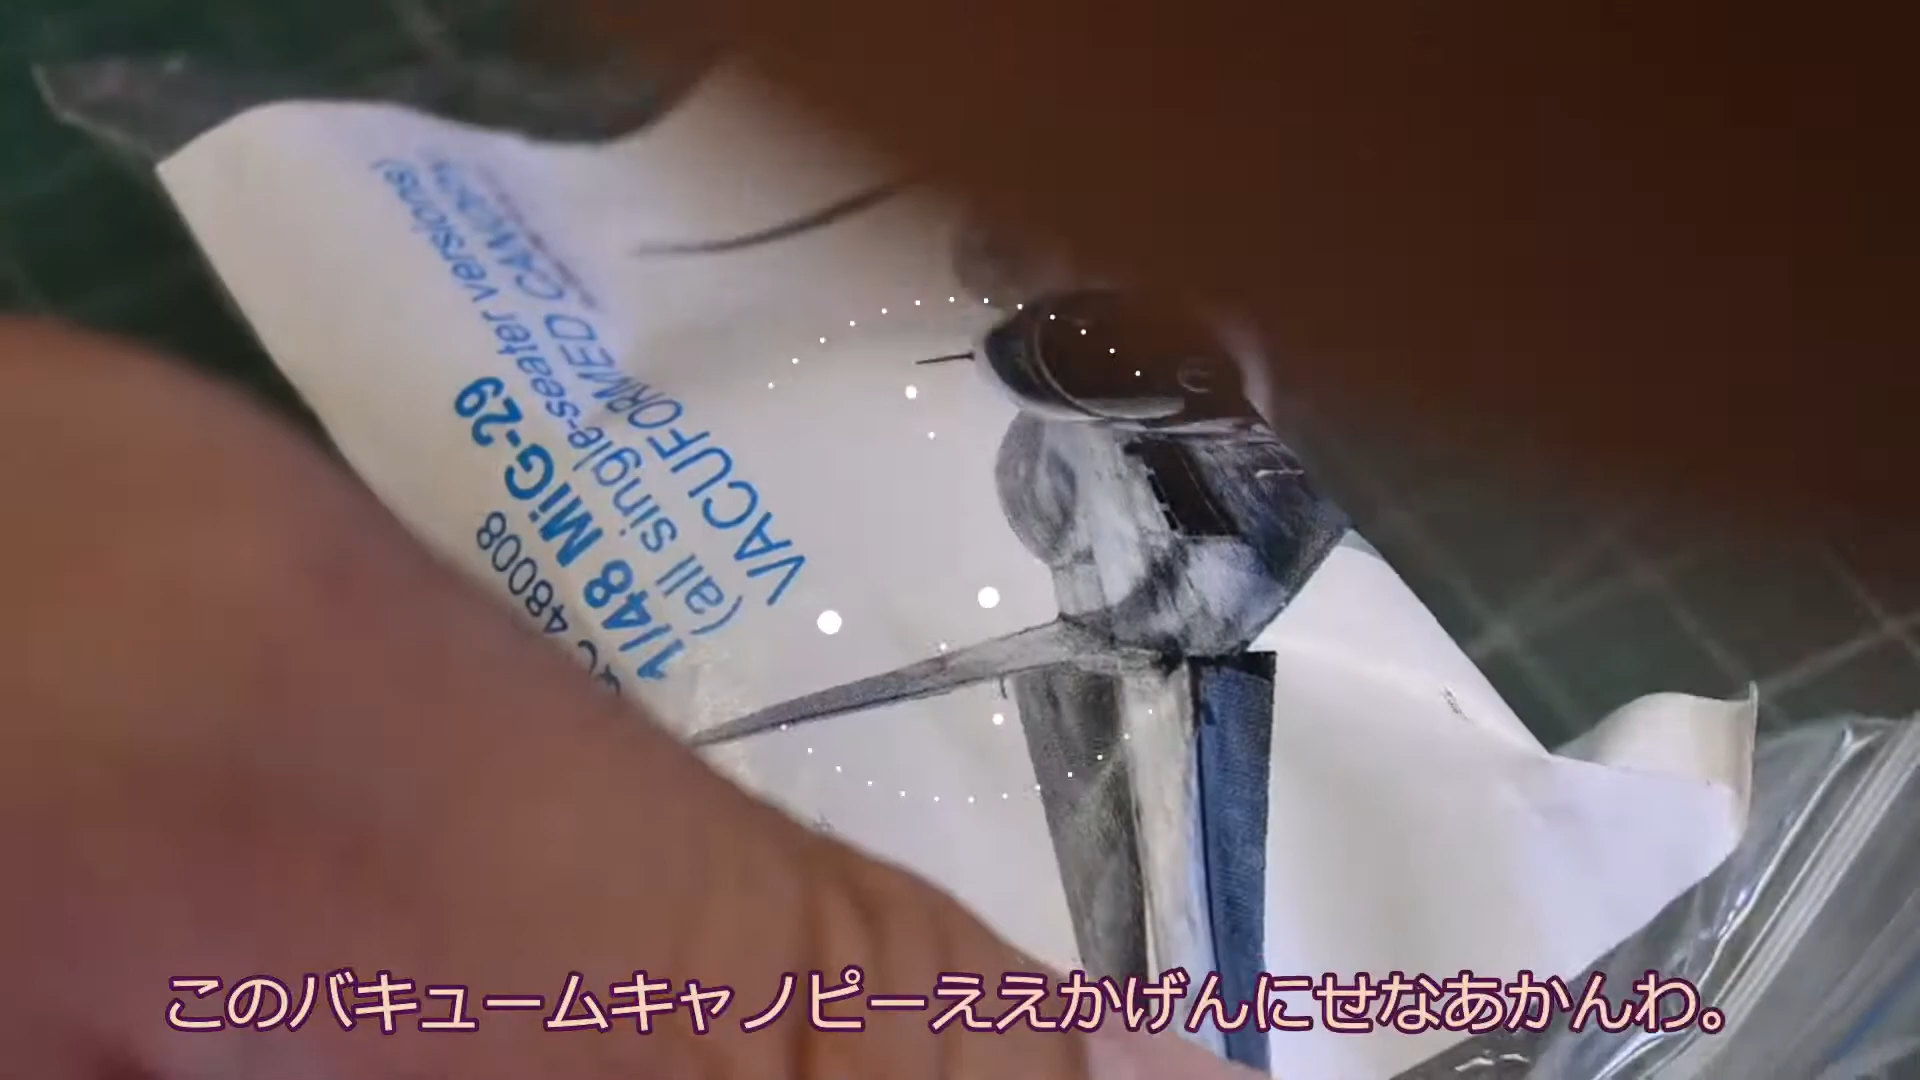 480008
1/48 MiG-29
(all single-seater versions)
VACUFORMED CANOPY
このバキュームキャノピーええかげんにせなあかんわ。